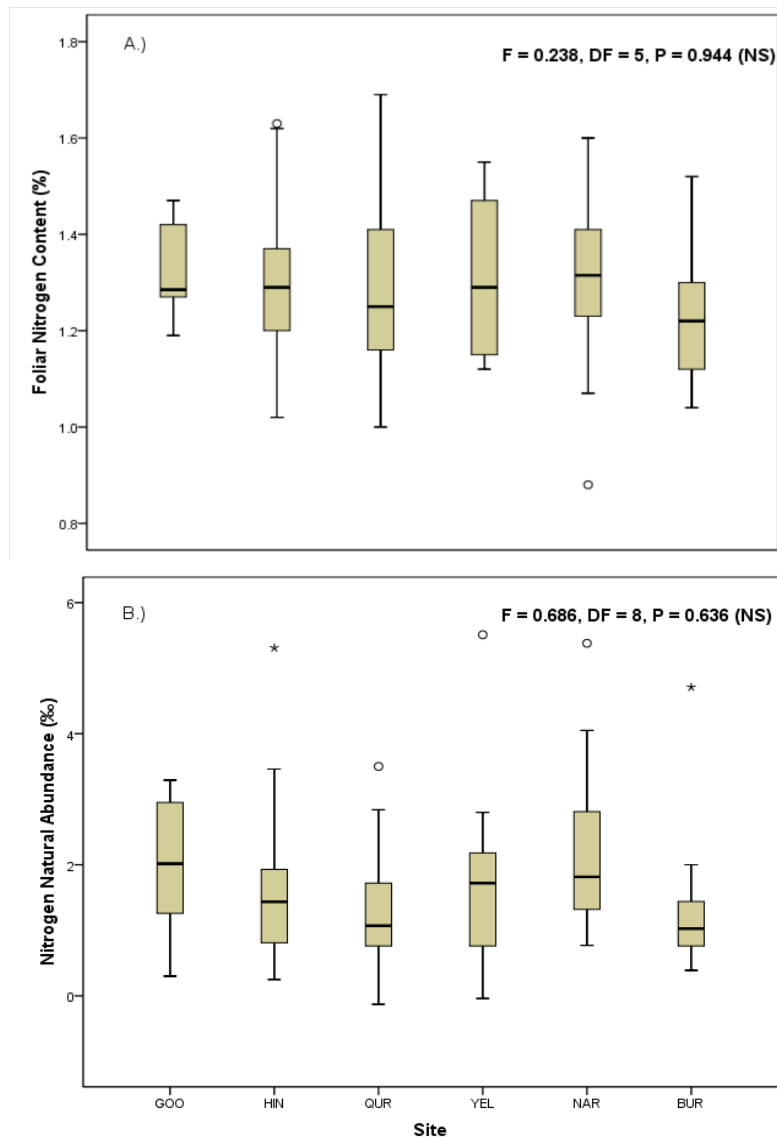 A.)
F = 0.238, DF = 5, P = 0.944 (NS)
Foliar Nitrogen Content (%)
1.8
1.6
1.4
1.2
1.0
0.8
B.)
F = 0.686, DF = 8, P = 0.636 (NS)
Nitrogen Natural Abundance (‰)
6
4
2
0
GOO HIN QUR YEL NAR BUR
Site